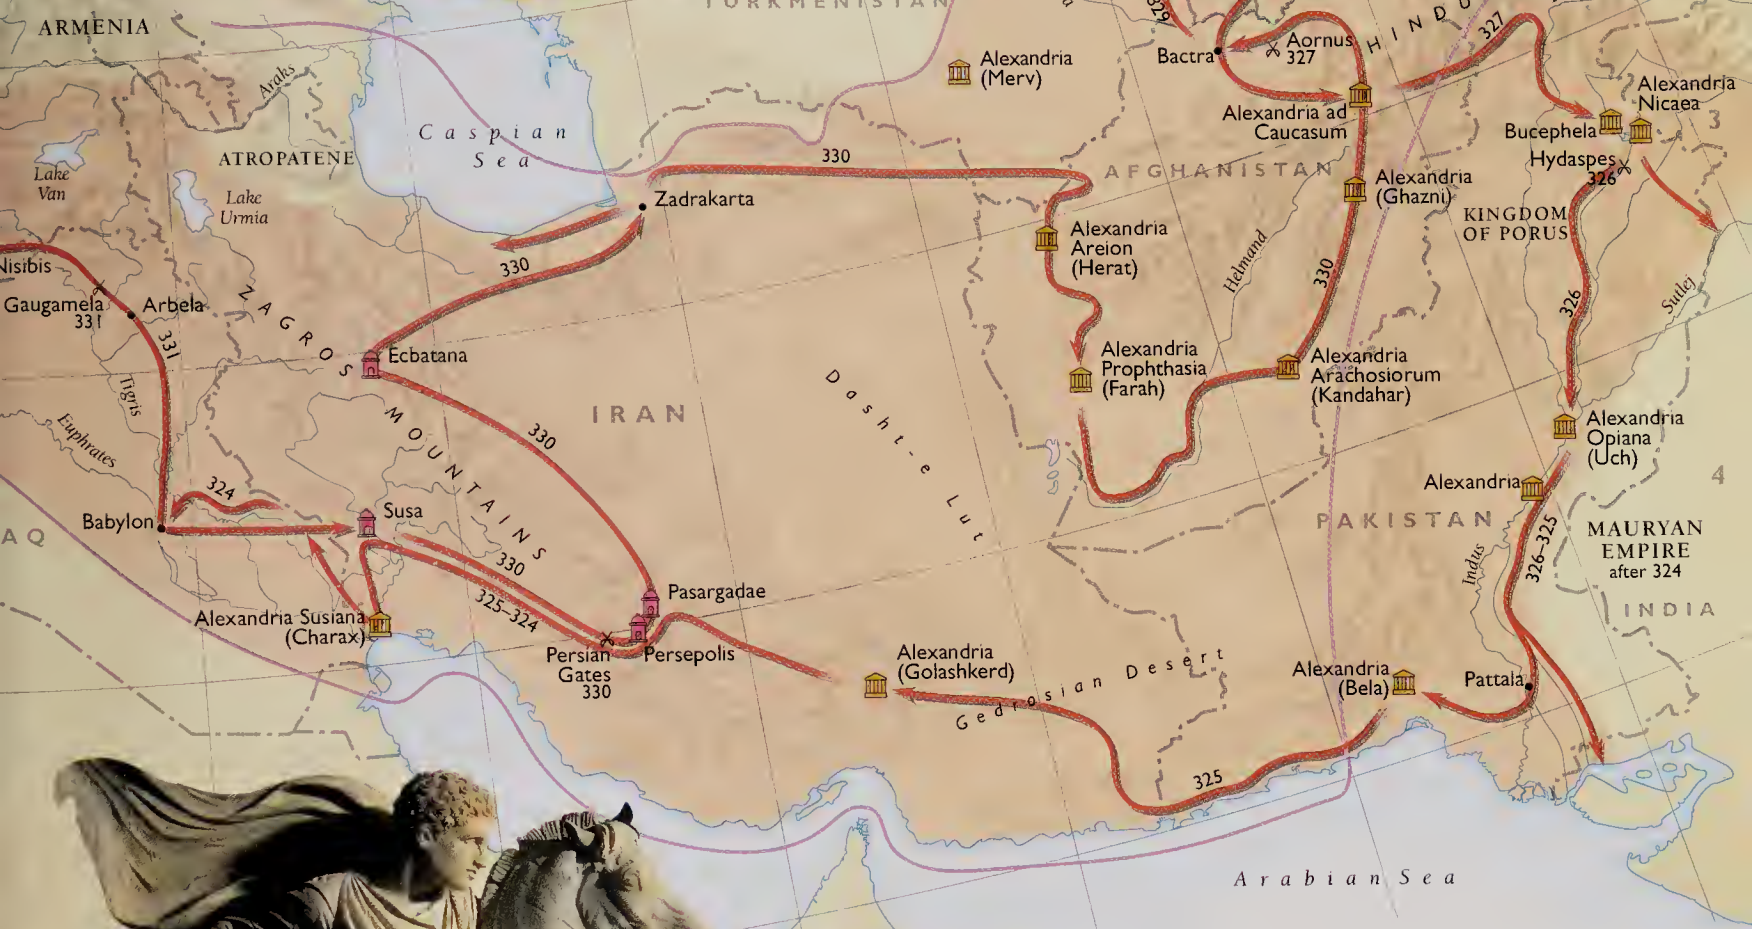 TURKMENISTAN
ARMENIA
Araks
Caspian
Sea
ATROPATENE
Lake
Van
Lake
Urmia
Nisibis
Gaugamela
331
Arbela
331
Tigris
Euphrates
ZAGROS
MOUNTAINS
Ecbatana
330
Zadrakarta
330
330
IRAN
Dasht-e Lut
Babylon
324
Susa
AQ
Alexandria Susiana
(Charax)
330
325–324
Persian
Gates
330
Pasargadae
Persepolis
Alexandria
(Merv)
329
Bactra
Aornus
327
HINDU
327
Alexandria ad
Caucasum
AFGHANISTAN
Alexandria
(Ghazni)
Alexandria
Areion
(Herat)
Helmand
330
Alexandria
Prophthasia
(Farah)
Alexandria
Arachosiorum
(Kandahar)
Alexandria
Nicaea
3
Bucephela
Hydaspes
326
KINGDOM
OF PORUS
Sutlej
326
Alexandria
Opiana
(Uch)
Alexandria
4
PAKISTAN
MAURYAN
EMPIRE
after 324
Indus
326–325
INDIA
Alexandria
(Golashkerd)
Gedrosian Desert
Alexandria
(Bela)
Pattala
325
Arabian Sea